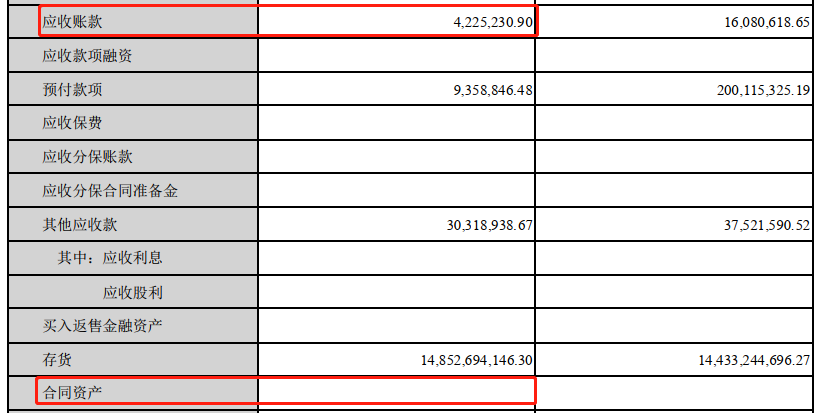 应收账款 4,225,230.90 16,080,618.65
应收款项融资
预付款项 9,358,846.48 200,115,325.19
应收保费
应收分保账款
应收分保合同准备金
其他应收款 30,318,938.67 37,521,590.52
其中：应收利息
应收股利
买入返售金融资产
存货 14,852,694,146.30 14,433,244,696.27
合同资产